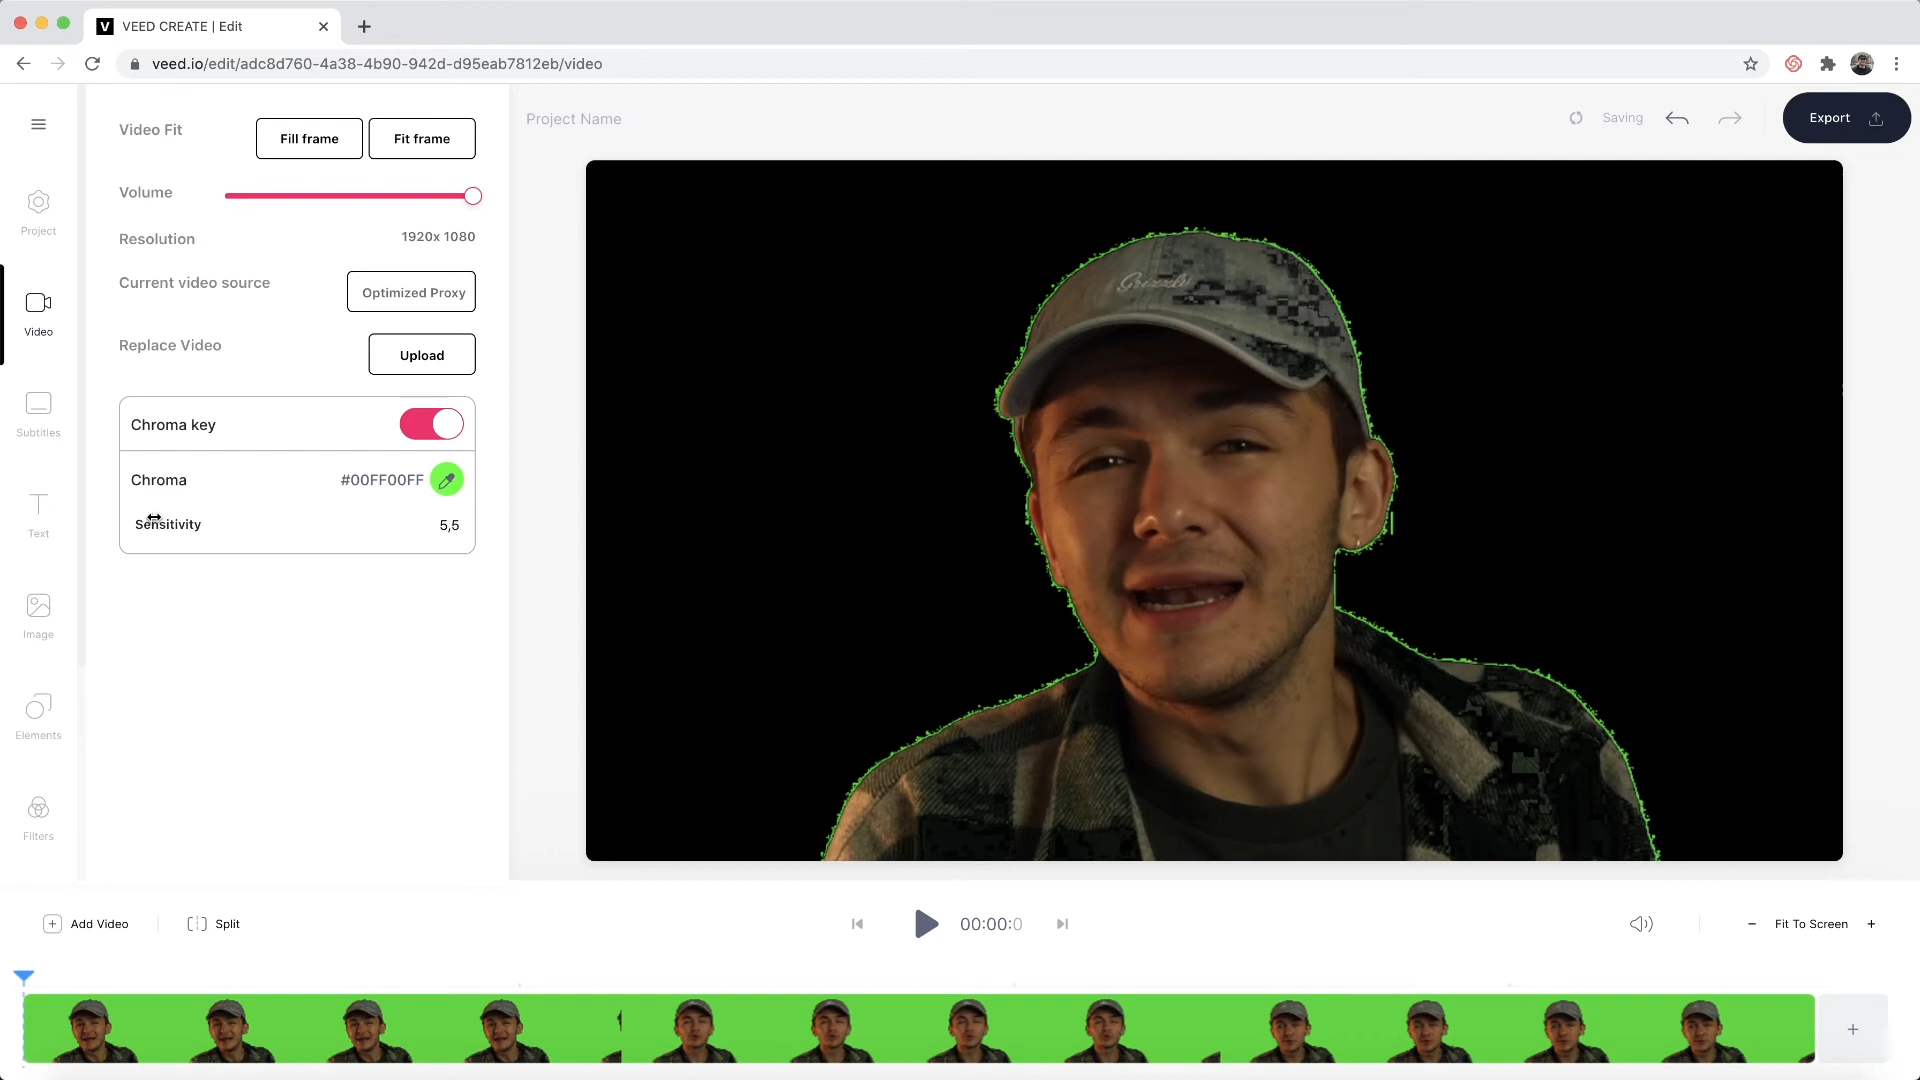 VEED CREATE | Edit
veed.io/edit/adc8d760-4a38-4b90-942d-d95eab7812eb/video
Project Name
Saving
Export
Video Fit
Fill frame
Fit frame
Volume
Resolution
1920x 1080
Current video source
Optimized Proxy
Replace Video
Upload
Chroma key
Chroma
#00FF00FF
Sensitivity
5,5
Project
Video
Subtitles
Text
Image
Elements
Filters
Grizzly
Add Video
Split
00:00:0
Fit To Screen